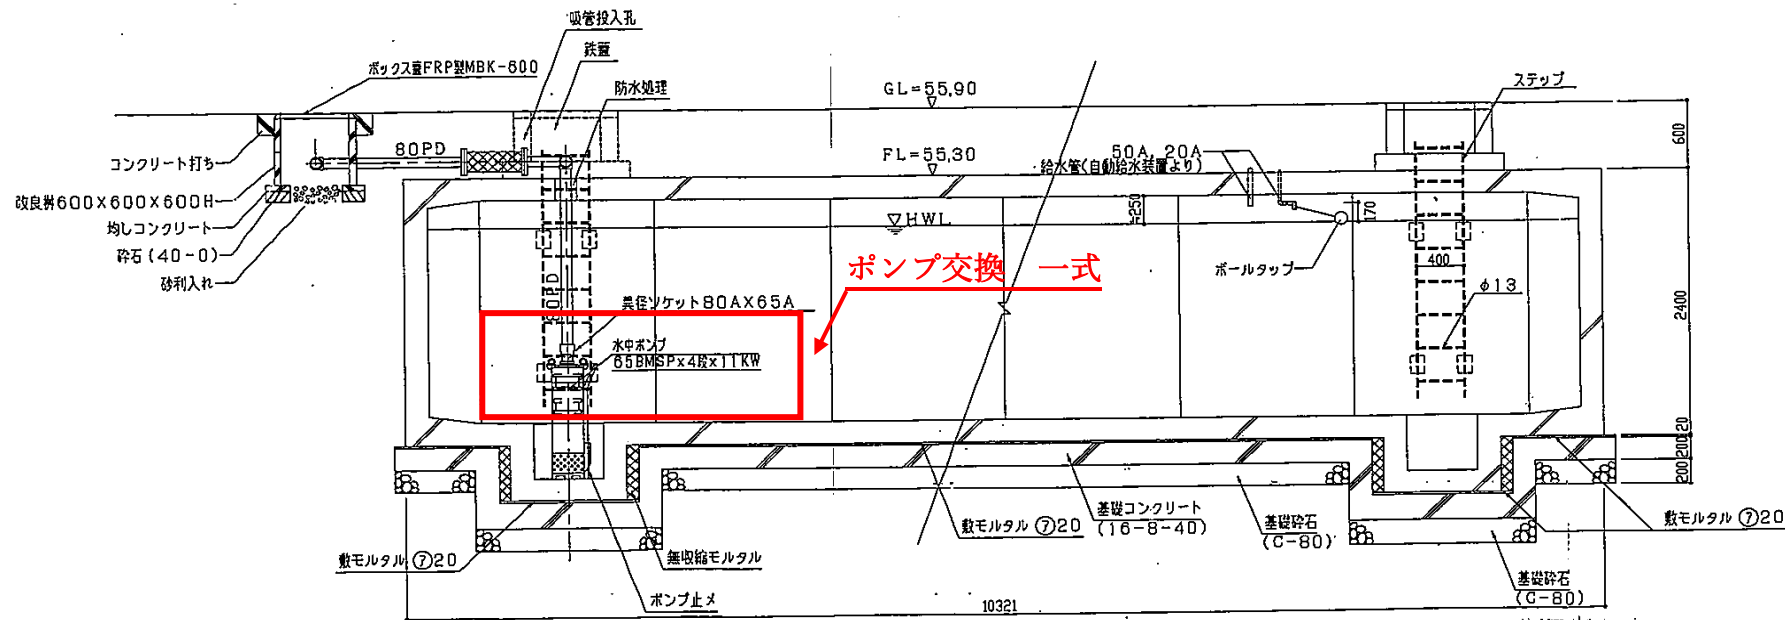 吸管投入孔
鉄蓋
ボックス蓋FRP製MBK-600
防水処理
GL=55,90
ステップ
コンクリート打ち
80PD
FL=55,30
50A, 20A
給水管(自動給水装置より)
600
改良桝600X600X600H
均しコンクリート
砕石(40-0)
砂利入れ
HWL
250
170
ボールタップ
400
φ13
2400
ポンプ交換 一式
80PD
異径ソケット80AX65A
水中ポンプ
65BMSPx4段x11KW
120
200
200
敷モルタル ⑦20
無収縮モルタル
ポンプ止メ
敷モルタル ⑦20
基礎コンクリート
(16-8-40)
基礎砕石
(C-80)
敷モルタル ⑦20
基礎砕石
(C-80)
10321